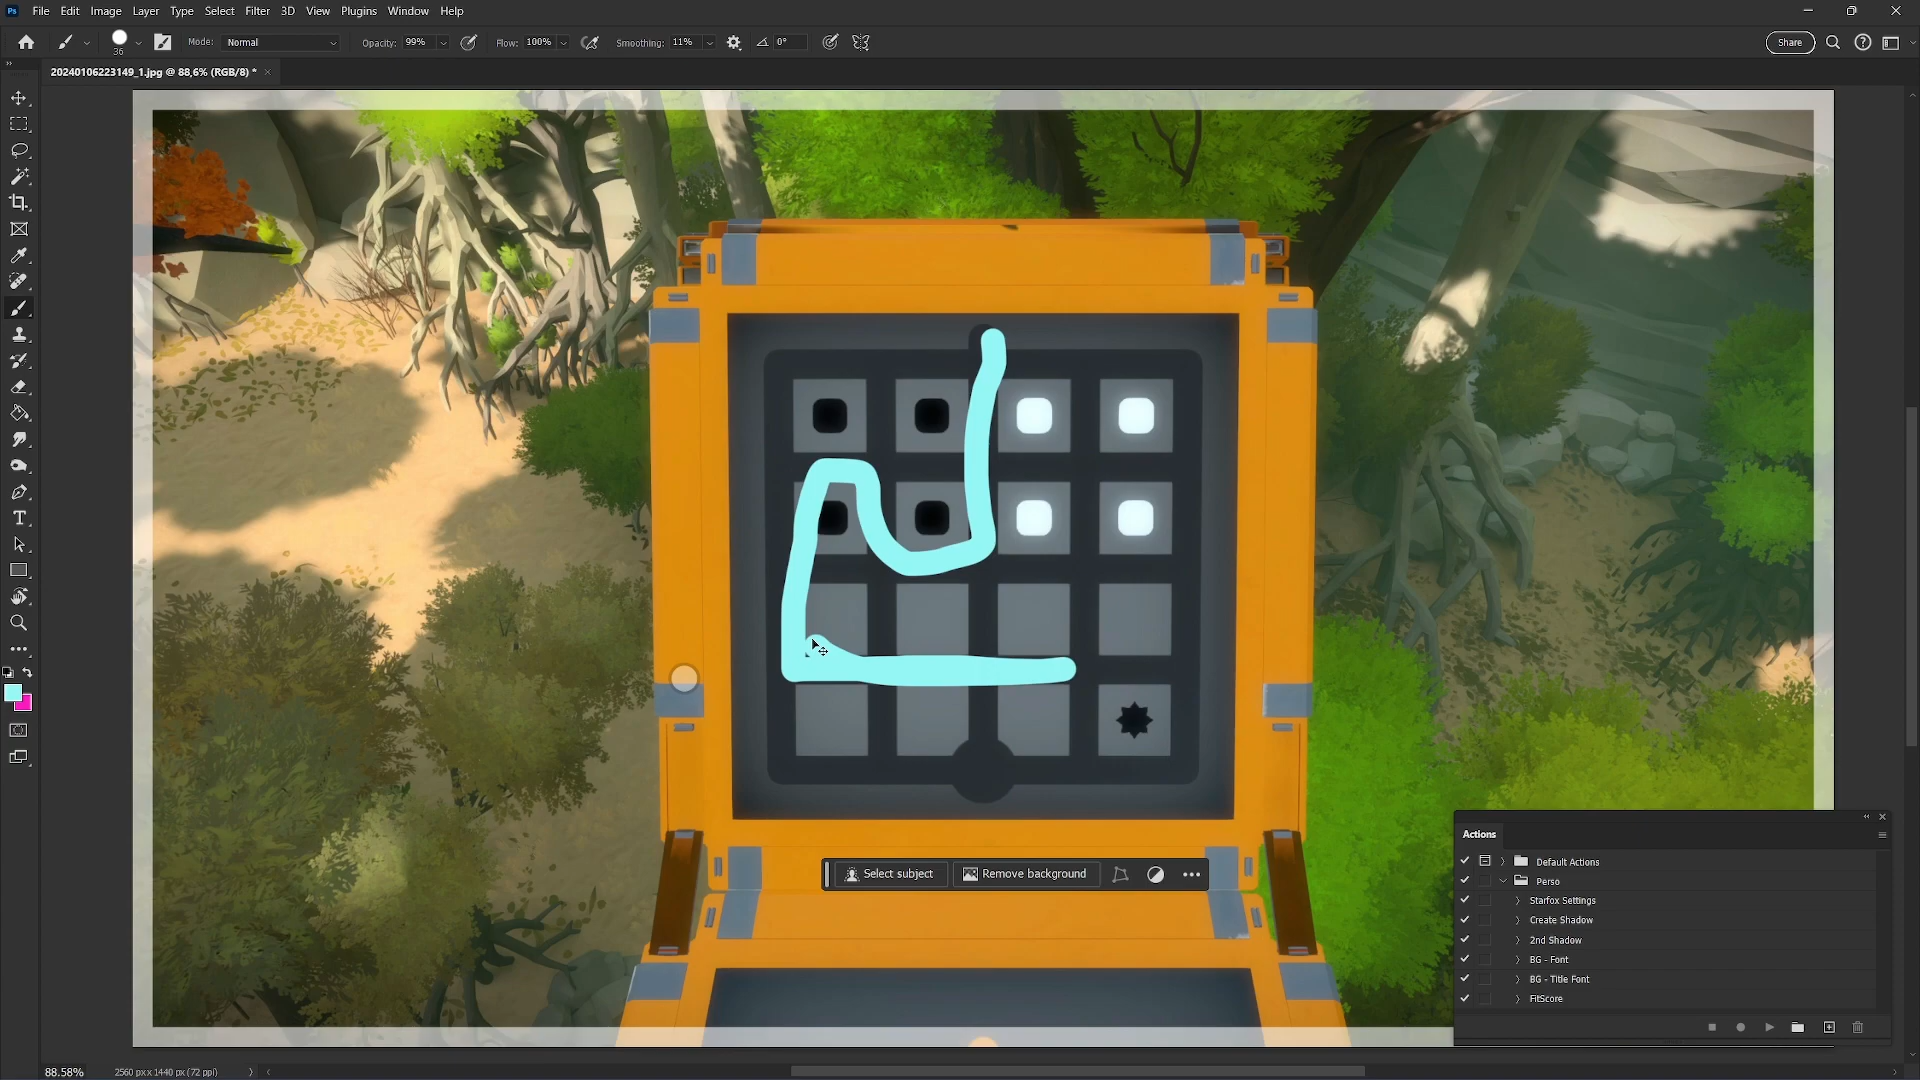 Ps File Edit Image Layer Type Select Filter 3D View Plugins Window Help
36 Mode: Normal Opacity: 99% Flow: 100% Smoothing: 11% 0° Share
20240106223149_1.jpg @ 88,6% (RGB/8) *
Select subject Remove background
Actions
Default Actions
Perso
Starfox Settings
Create Shadow
2nd Shadow
BG - Font
BG - Title Font
FitScore
88.58% 2560 px x 1440 px (72 ppi)